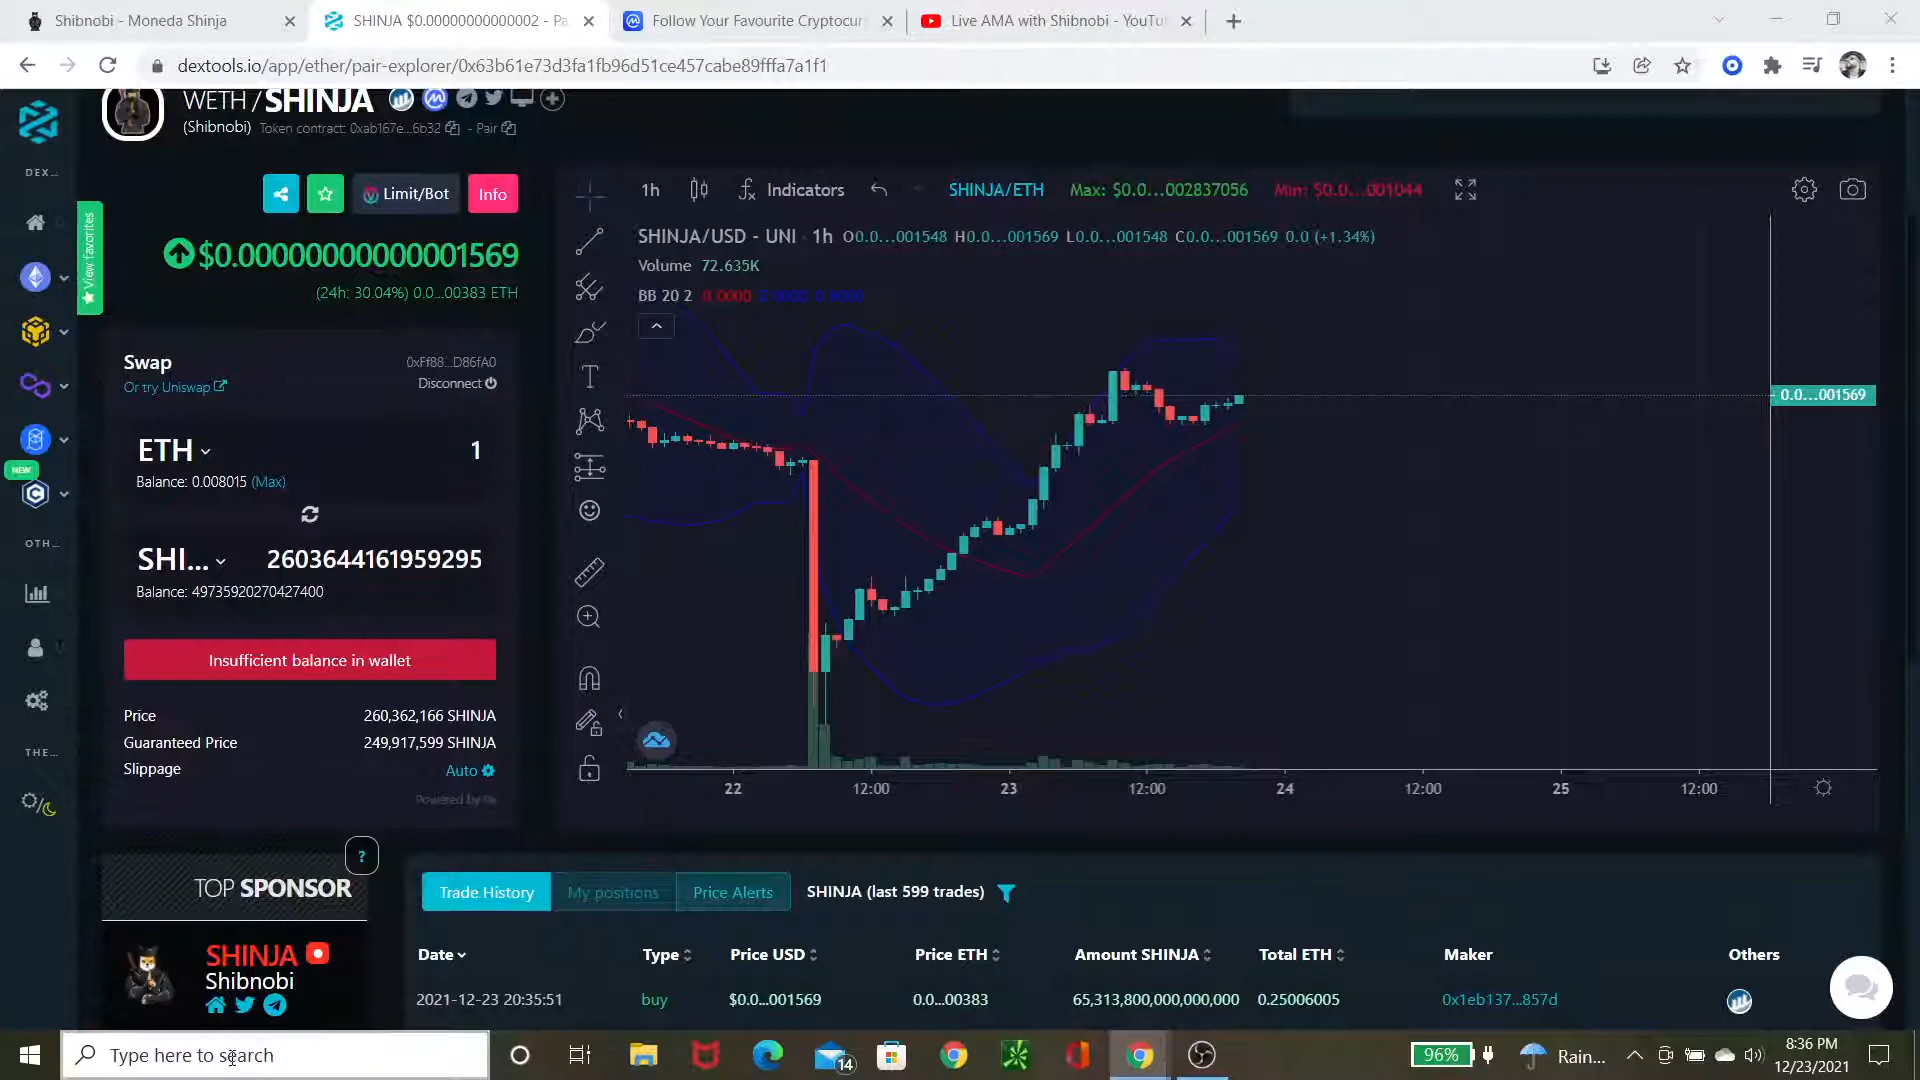 Shibnobi - Moneda Shinja
SHINJA $0.00000000000002 - Pa
Follow Your Favourite Cryptocur
Live AMA with Shibnobi - YouTu
dextools.io/app/ether/pair-explorer/0x63b61e73d3fa1fb96d51ce457cabe89fffa7a1f1
WETH / SHINJA
(Shibnobi) Token contract: 0xab167e...6b32 - Pair
DEX...
Limit/Bot
Info
View favorites
$0.00000000000001569
(24h: 30.04%) 0.0...00383 ETH
Swap
0xFf88...D86fA0
Or try Uniswap
Disconnect
ETH
1
Balance: 0.008015 (Max)
NEW
SHI...
2603644161959295
Balance: 49735920270427400
OTH...
Insufficient balance in wallet
Price
260,362,166 SHINJA
Guaranteed Price
249,917,599 SHINJA
Slippage
Auto
THE...
1h
Indicators
SHINJA/ETH
Max: $0.0...002837056
Min: $0.0...001044
SHINJA/USD - UNI · 1h O0.0...001548 H0.0...001569 L0.0...001548 C0.0...001569 0.0 (+1.34%)
Volume 72.635K
BB 20 2 0.0000 0.0000 0.0000
0.0...001569
22
12:00
23
12:00
24
12:00
25
12:00
?
TOP SPONSOR
SHINJA
Shibnobi
Trade History
My positions
Price Alerts
SHINJA (last 599 trades)
Date
Type
Price USD
Price ETH
Amount SHINJA
Total ETH
Maker
Others
2021-12-23 20:35:51
buy
$0.0...001569
0.0...00383
65,313,800,000,000,000
0.25006005
0x1eb137...857d
Type here to search
14
96%
Rain...
8:36 PM
12/23/2021